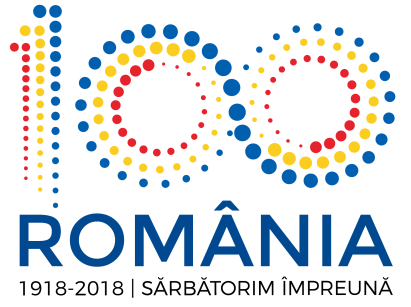 100
ROMÂNIA
1918-2018 | SĂRBĂTORIM ÎMPREUNĂ